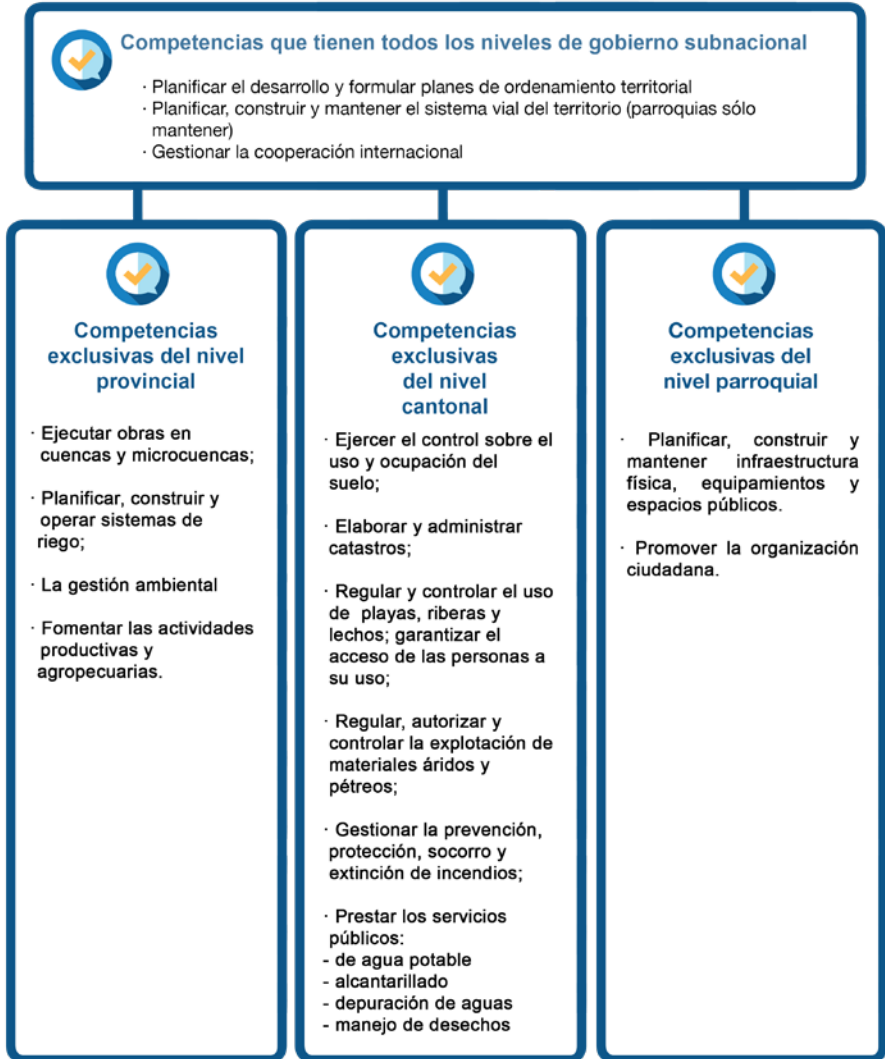 Competencias que tienen todos los niveles de gobierno subnacional
· Planificar el desarrollo y formular planes de ordenamiento territorial
· Planificar, construir y mantener el sistema vial del territorio (parroquias sólo
mantener)
· Gestionar la cooperación internacional
Competencias
exclusivas del nivel
provincial
· Ejecutar obras en
cuencas y microcuencas;
· Planificar, construir y
operar sistemas de
riego;
· La gestión ambiental
· Fomentar las actividades
productivas y
agropecuarias.
Competencias
exclusivas
del nivel
cantonal
· Ejercer el control sobre el
uso y ocupación del
suelo;
· Elaborar y administrar
catastros;
· Regular y controlar el uso
de playas, riberas y
lechos; garantizar el
acceso de las personas a
su uso;
· Regular, autorizar y
controlar la explotación de
materiales áridos y
pétreos;
· Gestionar la prevención,
protección, socorro y
extinción de incendios;
· Prestar los servicios
públicos:
- de agua potable
- alcantarillado
- depuración de aguas
- manejo de desechos
Competencias
exclusivas del
nivel parroquial
· Planificar, construir y
mantener infraestructura
física, equipamientos y
espacios públicos.
· Promover la organización
ciudadana.